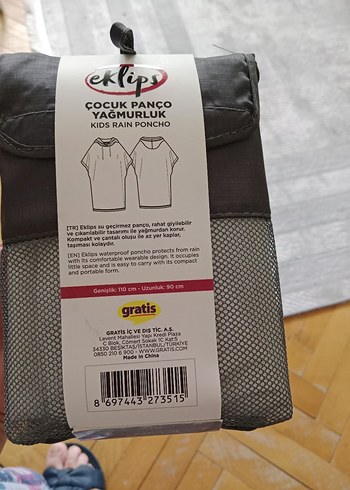 eklips
ÇOCUK PANÇO
YAĞMURLUK
KIDS RAIN PONCHO
[TR] Eklips su geçirmez panço, rahat giyilebilir
ve çıkarılabilir tasarımı ile yağmurdan korur.
Kompakt ve çantalı oluşu ile az yer kaplar,
taşıması kolaydır.
[EN] Eklips waterproof poncho protects from rain
with its comfortable wearable design. It occupies
little space and is easy to carry with its compact
and portable form.
Genişlik: 110 cm - Uzunluk: 90 cm
gratis
GRATİS İÇ VE DIŞ TİC. A.Ş.
Levent Mahallesi Yapı Kredi Plaza
C Blok, Cömert Sokak 1C Kat:5
34330 BEŞİKTAŞ/İSTANBUL/TÜRKİYE
0850 210 6 900 - WWW.GRATIS.COM
Made In China
8 697443 273515